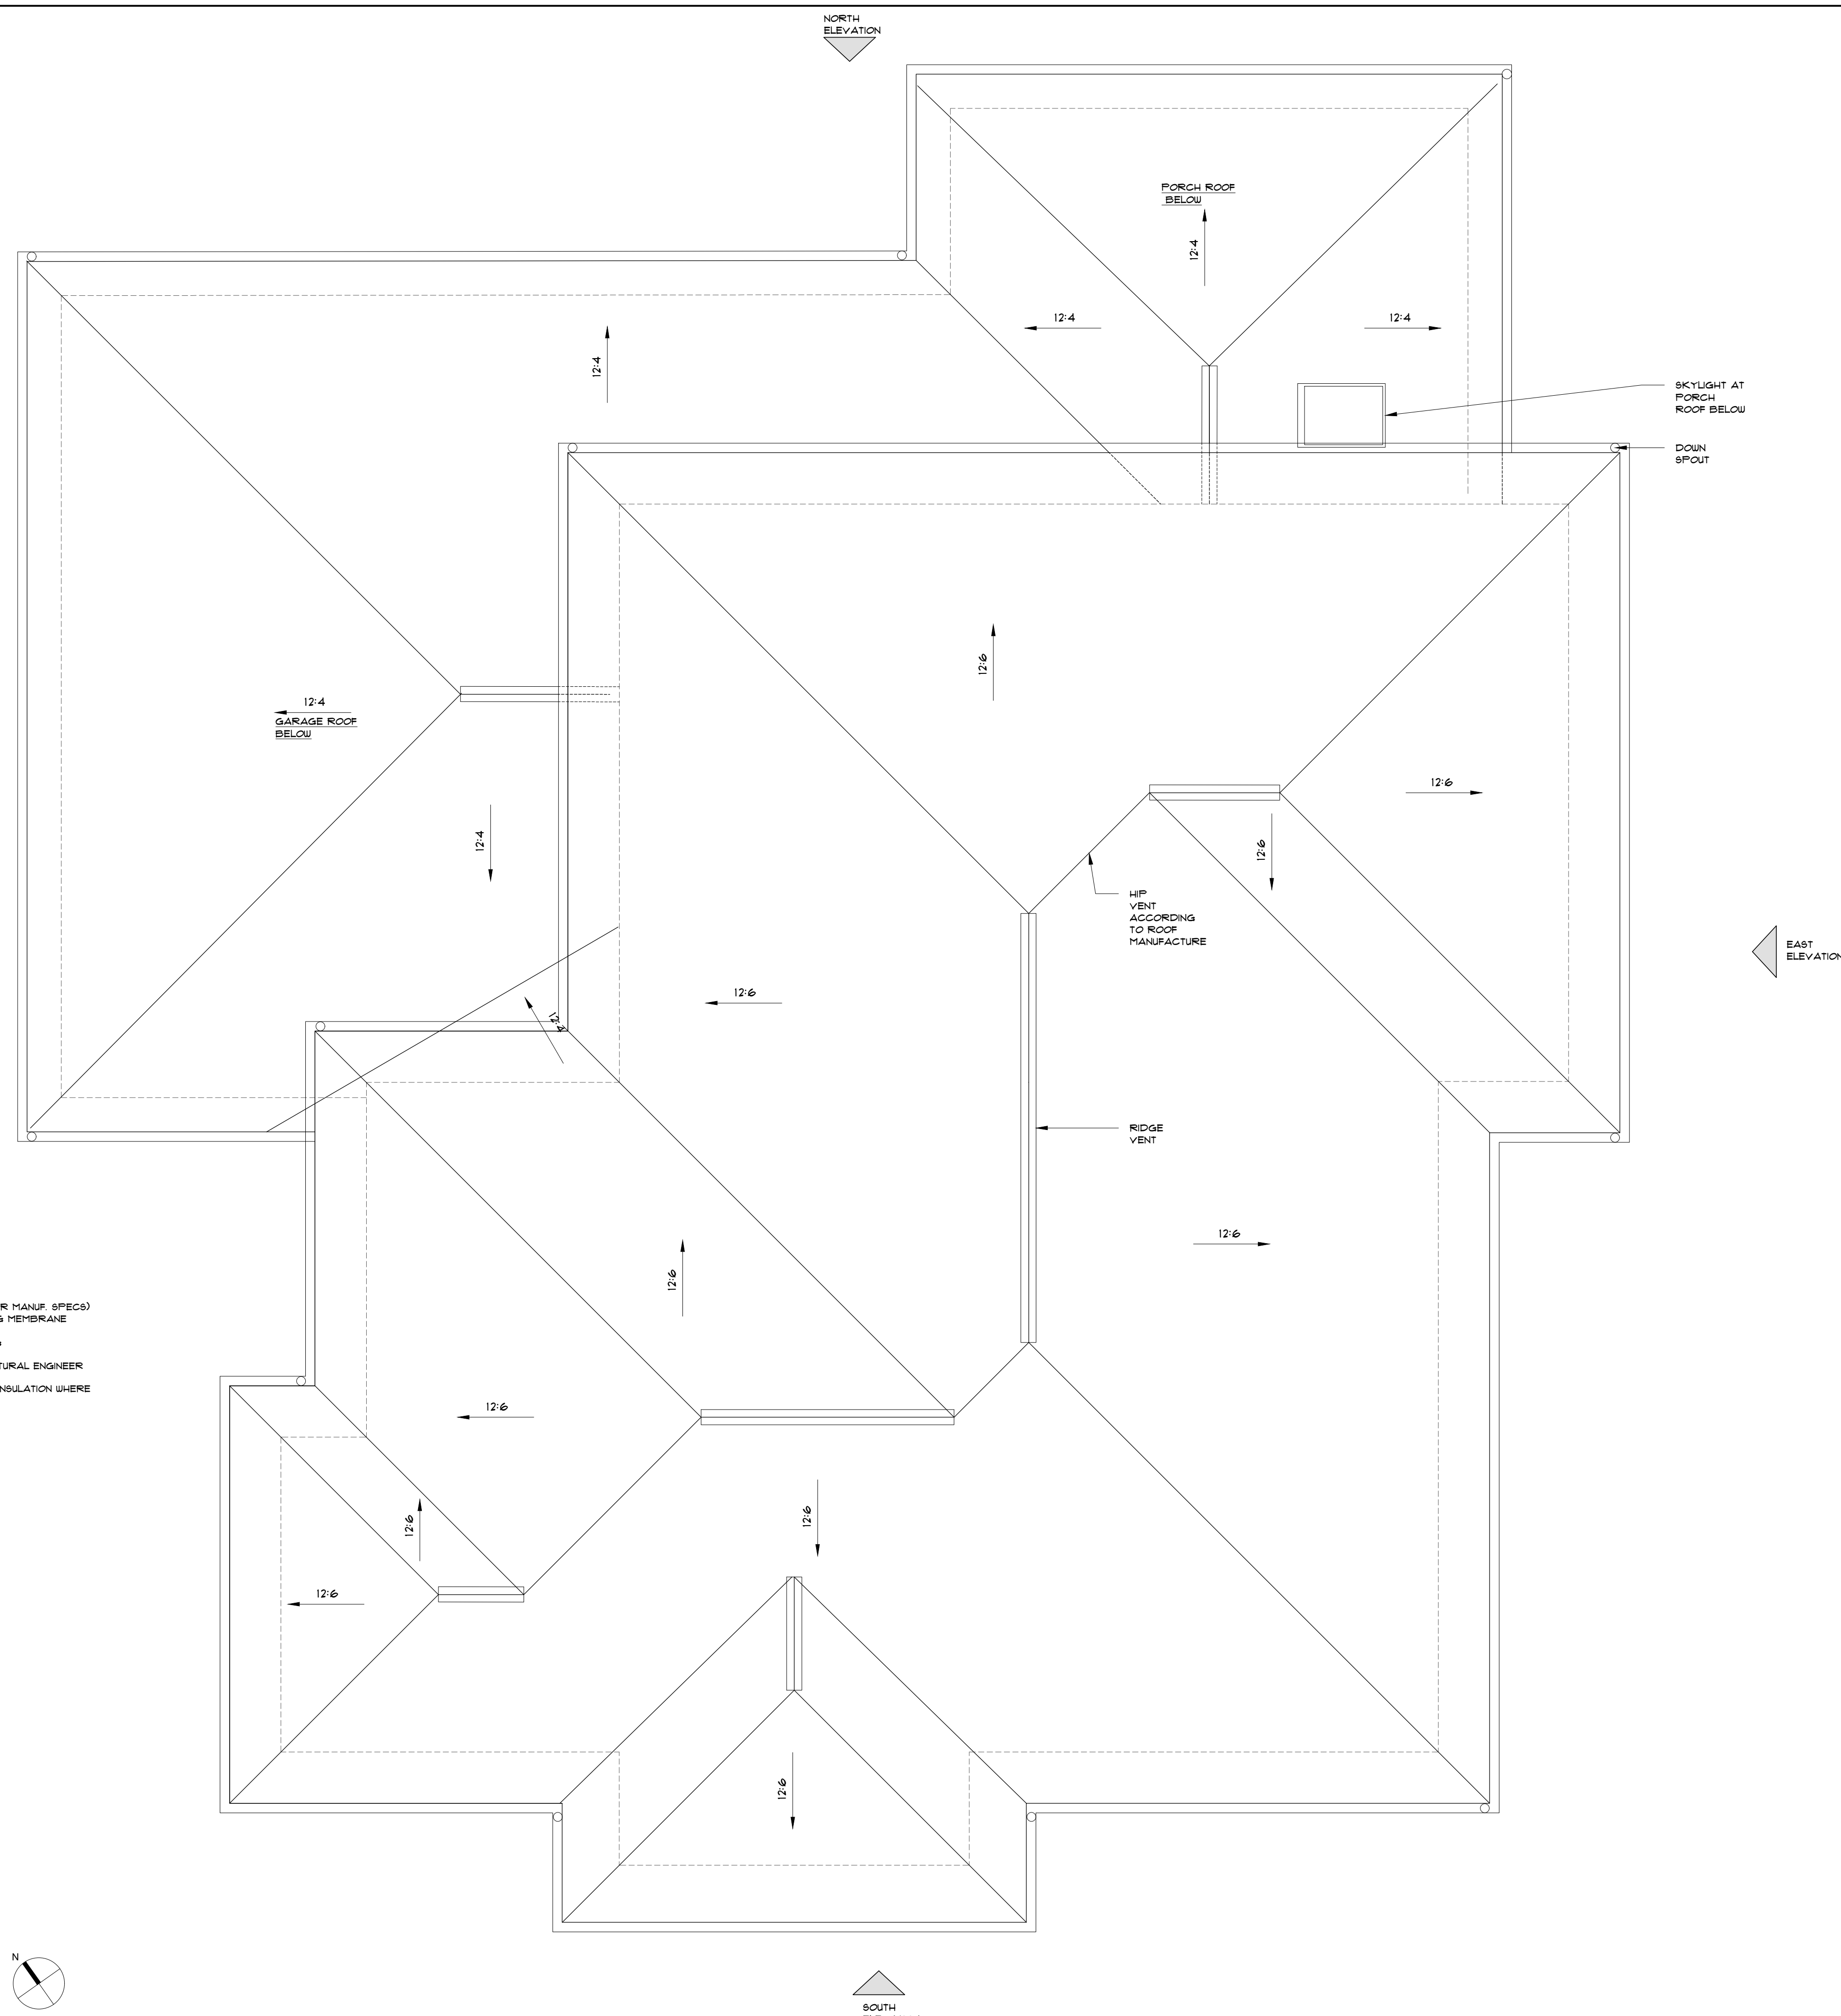 NORTH
ELEVATION
PORCH ROOF
BELOW
12:4
12:4
12:4
12:4
SKYLIGHT AT
PORCH
ROOF BELOW
DOWN
SPOUT
12:6
12:4
GARAGE ROOF
BELOW
12:6
12:4
12:6
HIP
VENT
ACCORDING
TO ROOF
MANUFACTURE
EAST
ELEVATION
12:6
12:4
RIDGE
VENT
12:6
12:6
R MANUF. SPECS)
G MEMBRANE
TURAL ENGINEER
NSULATION WHERE
12:6
12:6
12:6
12:6
12:6
N
SOUTH